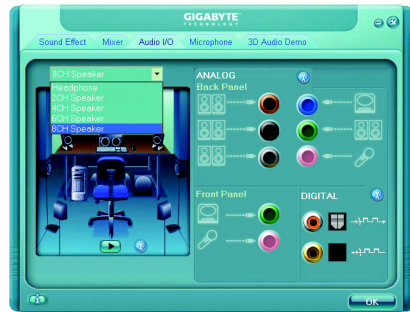 GIGABYTE
TECHNOLOGY
Sound Effect
Mixer
Audio I/O
Microphone
3D Audio Demo
8CH Speaker
Headphone
2CH Speaker
4CH Speaker
6CH Speaker
8CH Speaker
ANALOG
Back Panel
Front Panel
DIGITAL
OK